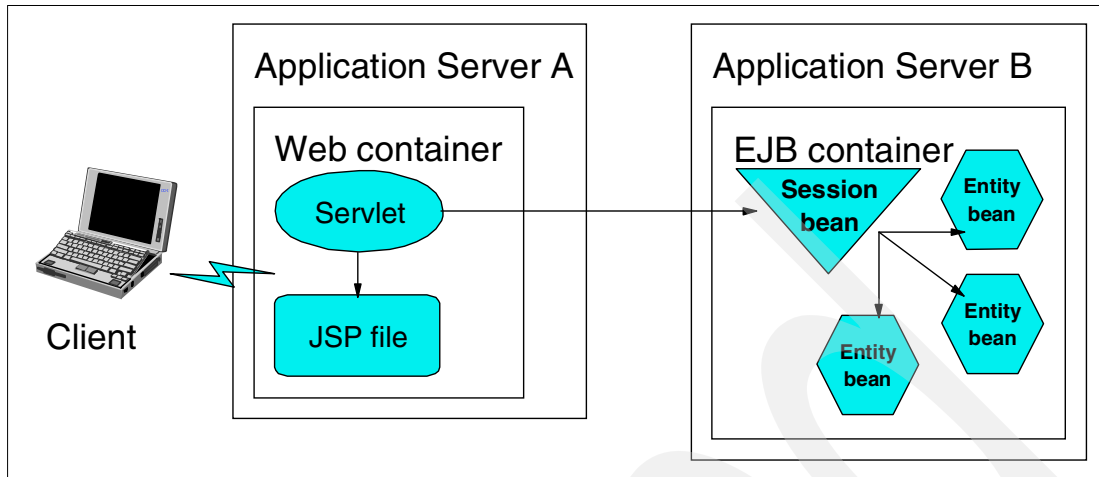 Application Server A
Application Server B
Web container
EJB container
Servlet
Session
bean
Entity
bean
Client
JSP file
Entity
bean
Entity
bean